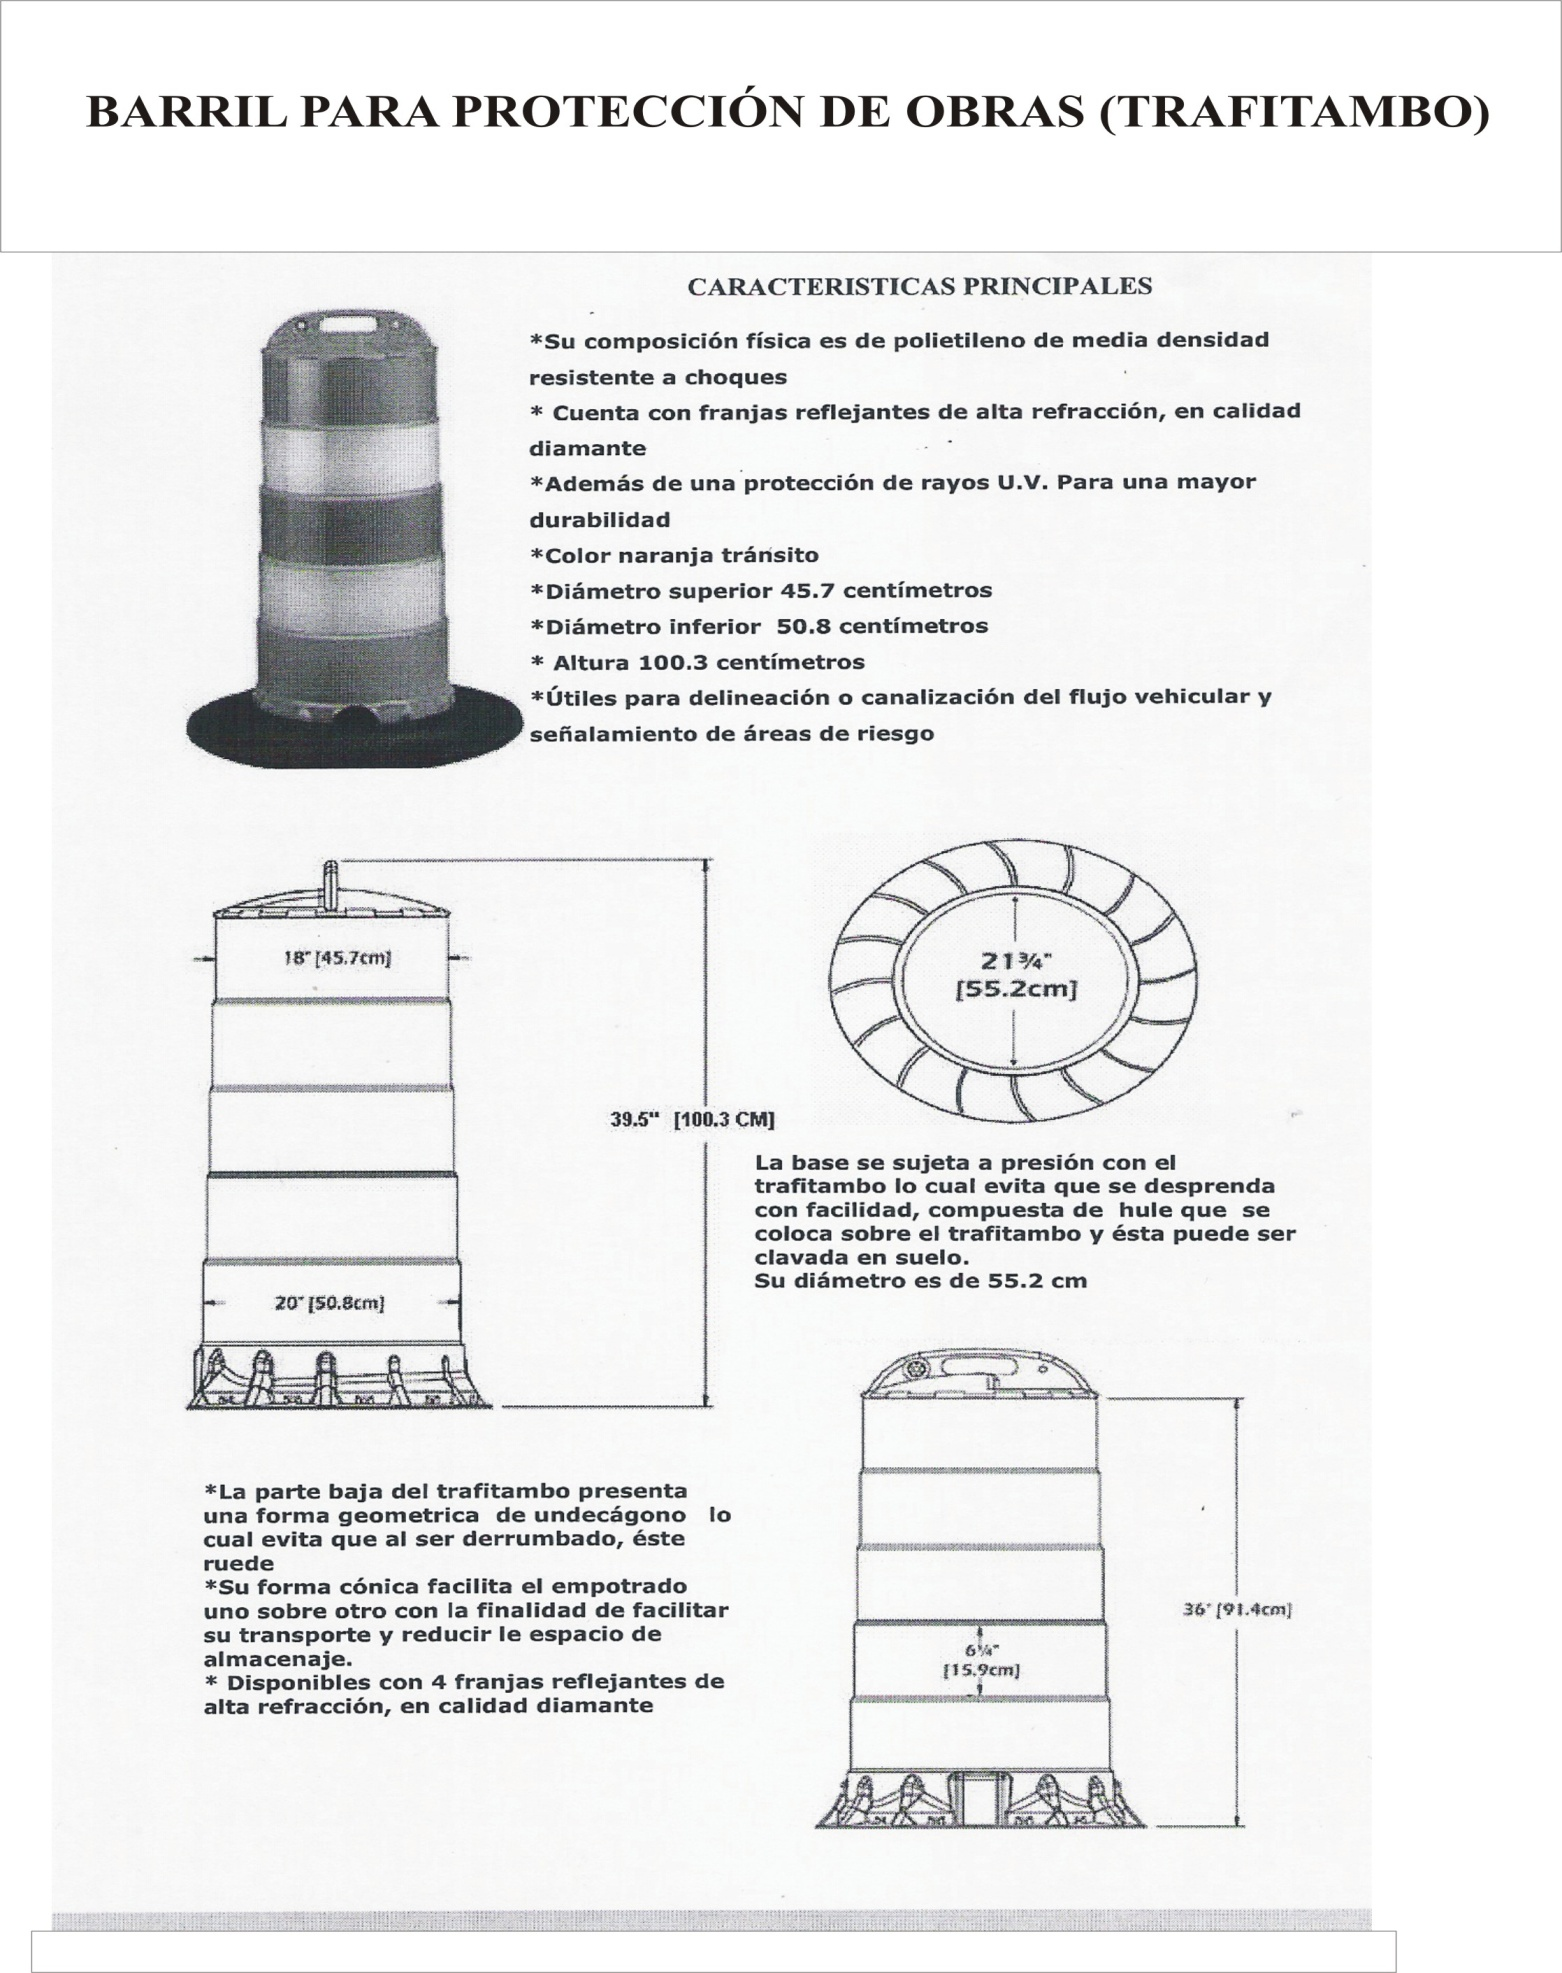 BARRIL PARA PROTECCIÓN DE OBRAS (TRAFITAMBO)
CARACTERISTICAS PRINCIPALES
*Su composición física es de polietileno de media densidad
resistente a choques
* Cuenta con franjas reflejantes de alta refracción, en calidad
diamante
*Además de una protección de rayos U.V. Para una mayor
durabilidad
*Color naranja tránsito
*Diámetro superior 45.7 centímetros
*Diámetro inferior 50.8 centímetros
* Altura 100.3 centímetros
*Útiles para delineación o canalización del flujo vehicular y
señalamiento de áreas de riesgo
18" [45.7cm]
39.5" [100.3 CM]
20" [50.8cm]
21¾"
[55.2cm]
La base se sujeta a presión con el
trafitambo lo cual evita que se desprenda
con facilidad, compuesta de hule que se
coloca sobre el trafitambo y ésta puede ser
clavada en suelo.
Su diámetro es de 55.2 cm
*La parte baja del trafitambo presenta
una forma geometrica de undecágono lo
cual evita que al ser derrumbado, éste
ruede
*Su forma cónica facilita el empotrado
uno sobre otro con la finalidad de facilitar
su transporte y reducir le espacio de
almacenaje.
* Disponibles con 4 franjas reflejantes de
alta refracción, en calidad diamante
36" [91.4cm]
6¼"
[15.9cm]